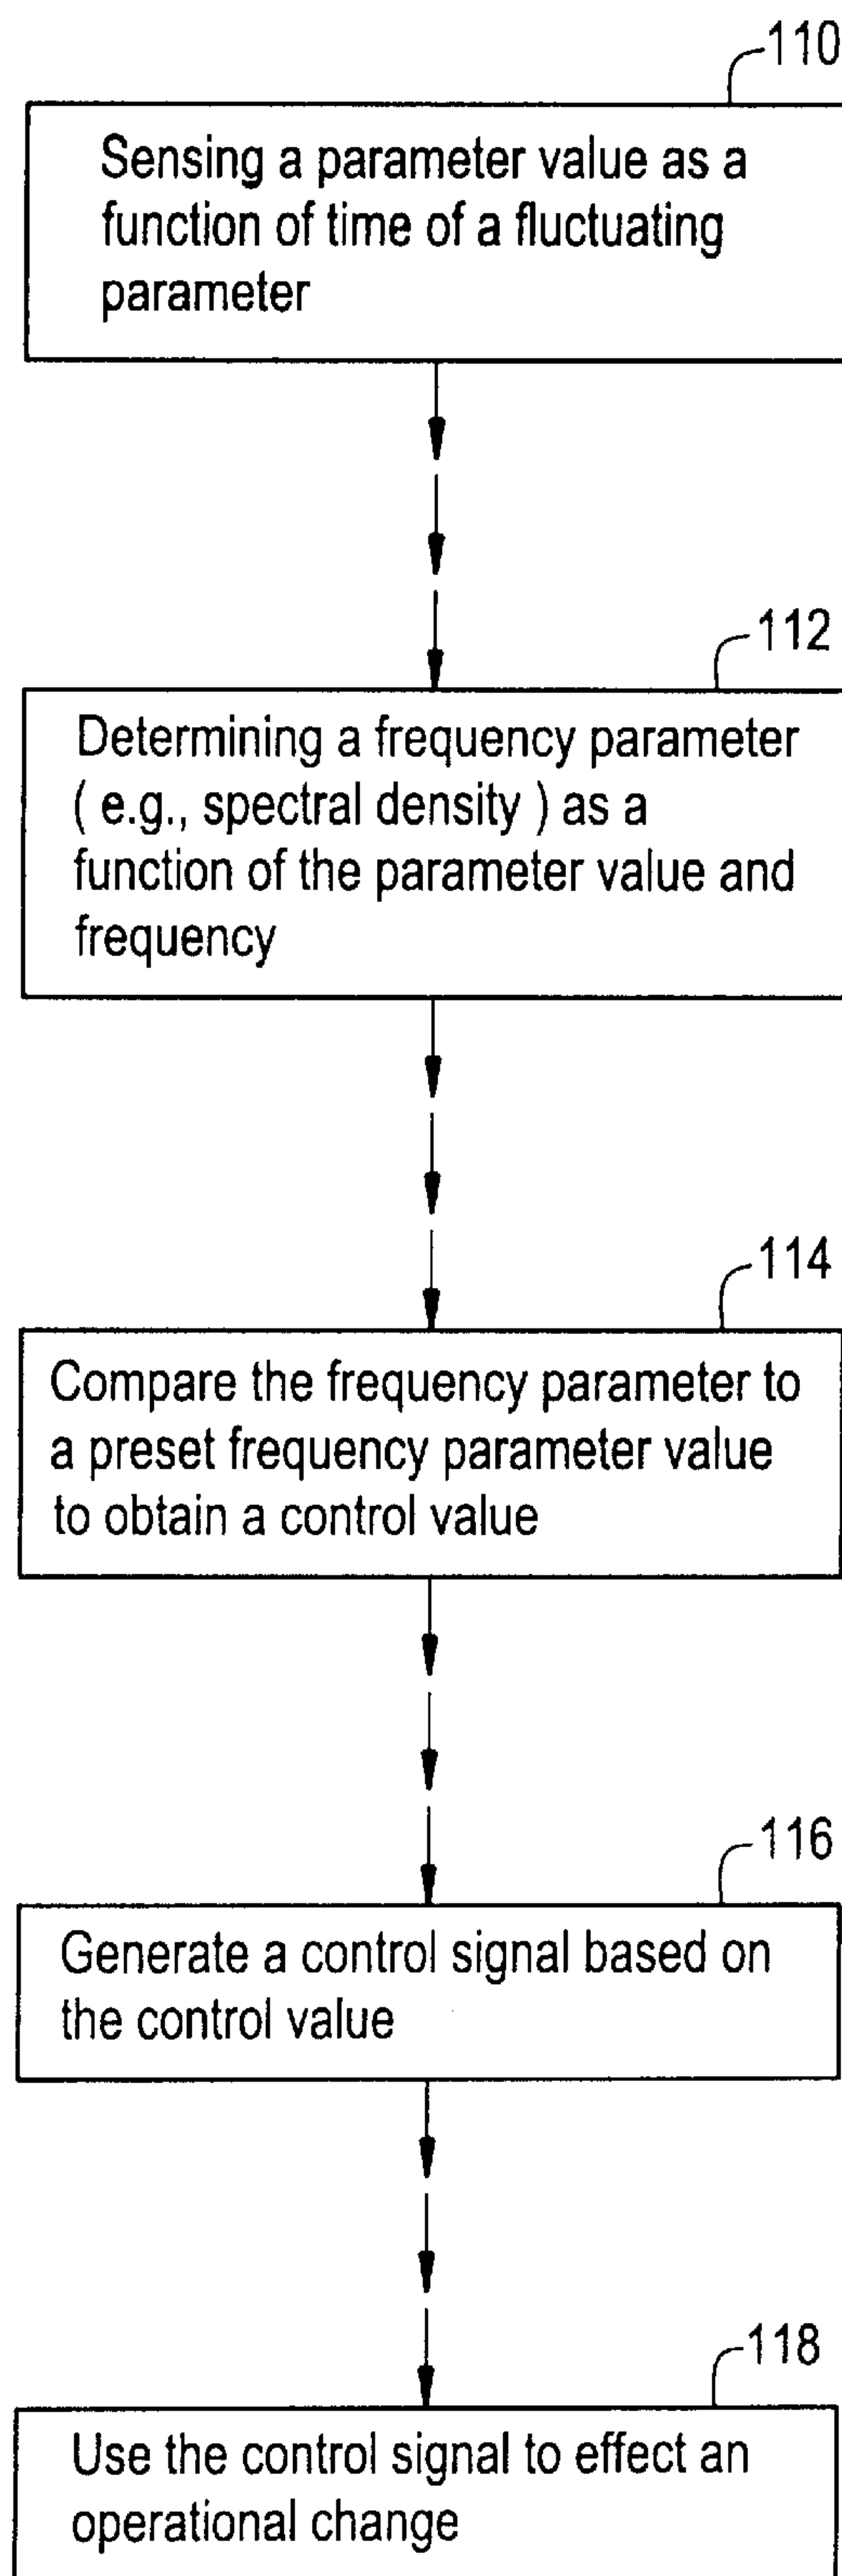 110
Sensing a parameter value as a
function of time of a fluctuating
parameter
112
Determining a frequency parameter
( e.g., spectral density ) as a
function of the parameter value and
frequency
114
Compare the frequency parameter to
a preset frequency parameter value
to obtain a control value
116
Generate a control signal based on
the control value
118
Use the control signal to effect an
operational change